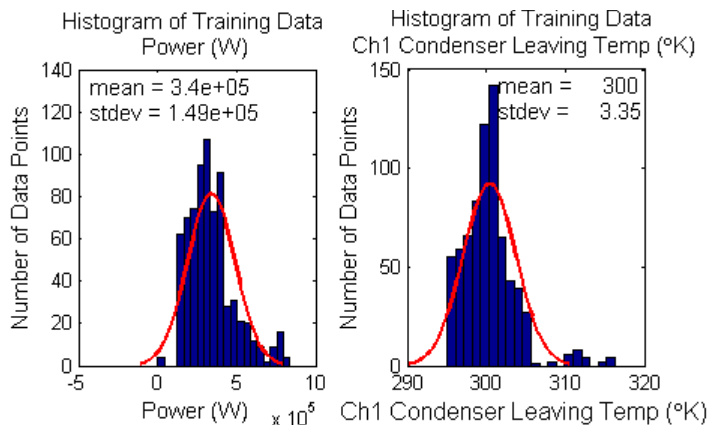 Histogram of Training Data
Power (W)
mean = 3.4e+05
stdev = 1.49e+05
Number of Data Points
140
120
100
80
60
40
20
0
-5
0
5
10
Power (W)
x 10^5
Histogram of Training Data
Ch1 Condenser Leaving Temp (°K)
mean = 300
stdev = 3.35
Number of Data Points
150
100
50
0
290
300
310
320
Ch1 Condenser Leaving Temp (°K)